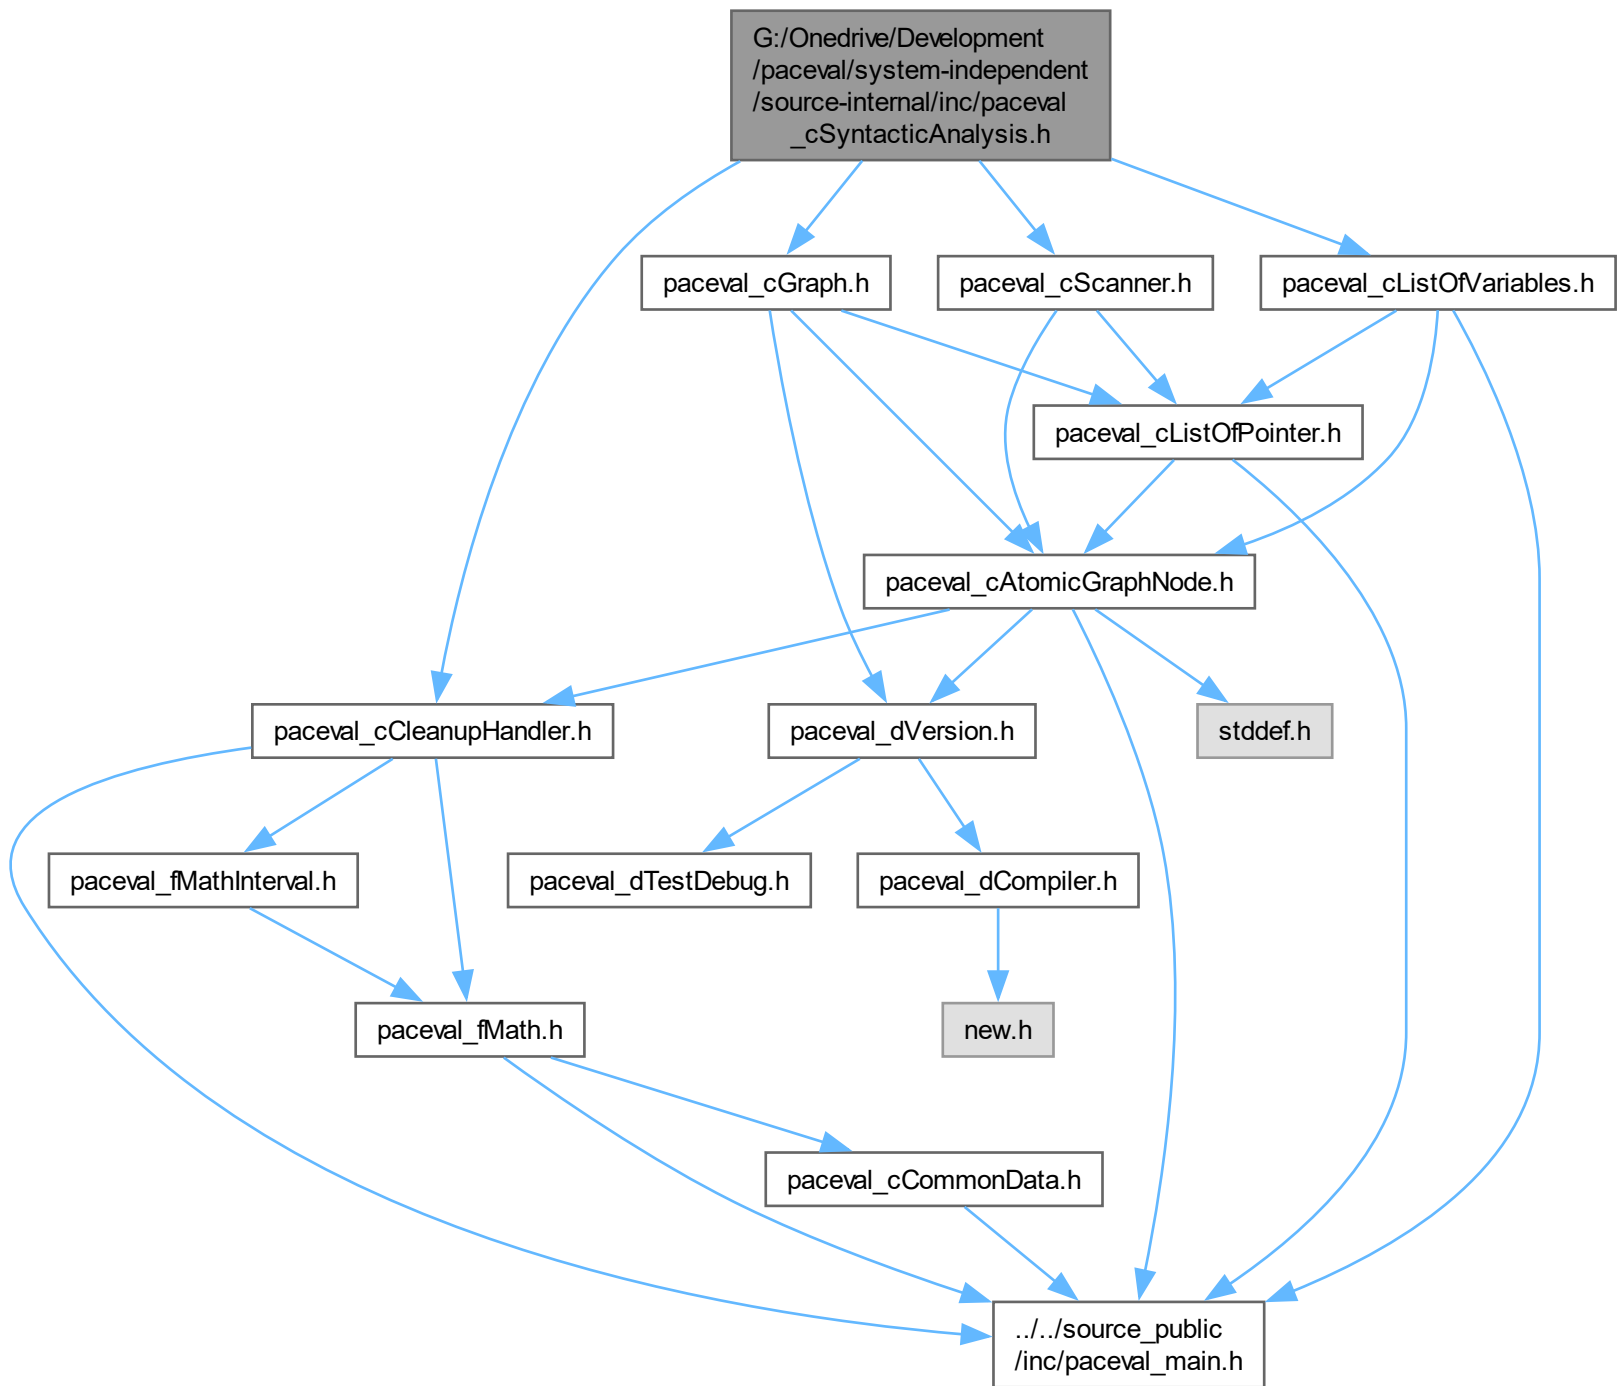 G:/Onedrive/Development
/paceval/system-independent
/source-internal/inc/paceval
_cSyntacticAnalysis.h
paceval_cGraph.h
paceval_cScanner.h
paceval_cListOfVariables.h
paceval_cListOfPointer.h
paceval_cAtomicGraphNode.h
paceval_cCleanupHandler.h
paceval_dVersion.h
stddef.h
paceval_fMathInterval.h
paceval_dTestDebug.h
paceval_dCompiler.h
paceval_fMath.h
new.h
paceval_cCommonData.h
../../source_public
/inc/paceval_main.h